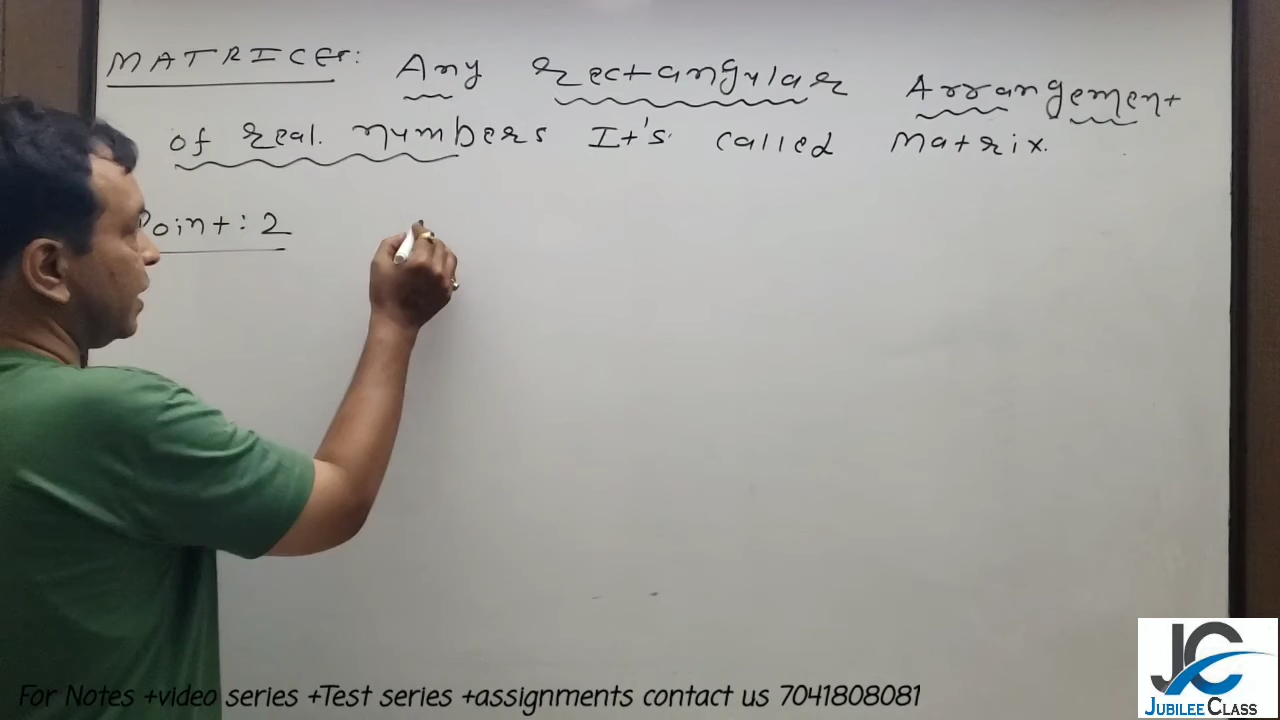 MATRICES: Any Rectangular Arrangement
of real numbers It's called Matrix.
Point: 2
For Notes +video series +Test series +assignments contact us 7041808081
JC
JUBILEE CLASS